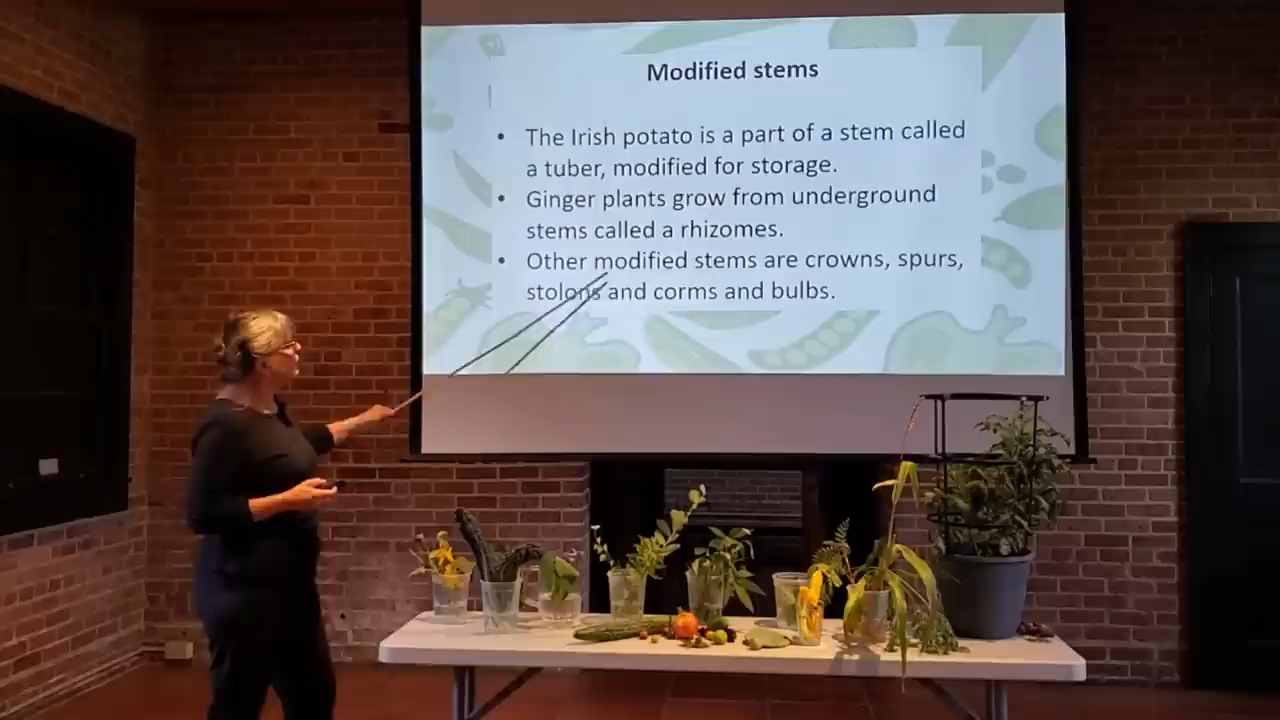 Modified stems
• The Irish potato is a part of a stem called
a tuber, modified for storage.
• Ginger plants grow from underground
stems called a rhizomes.
• Other modified stems are crowns, spurs,
stolons and corms and bulbs.